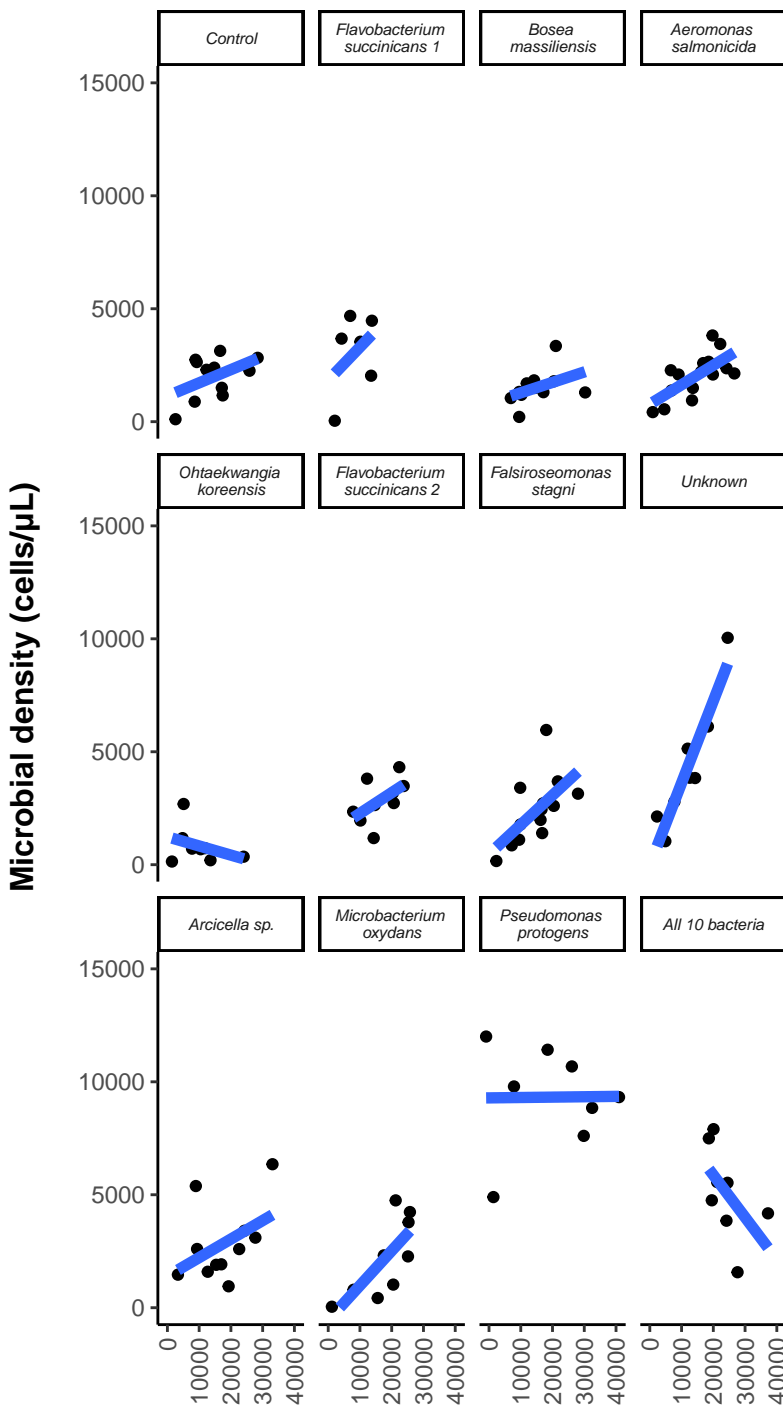 Control
Flavobacterium
succinicans 1
Bosea
massiliensis
Aeromonas
salmonicida
15000
10000
5000
0
Ohtaekwangia
koreensis
Flavobacterium
succinicans 2
Falsiroseomonas
stagni
Unknown
15000
10000
5000
0
Microbial density (cells/μL)
Arcicella sp.
Microbacterium
oxydans
Pseudomonas
protogens
All 10 bacteria
15000
10000
5000
0
0
10000
20000
30000
40000
0
10000
20000
30000
40000
0
10000
20000
30000
40000
0
10000
20000
30000
40000